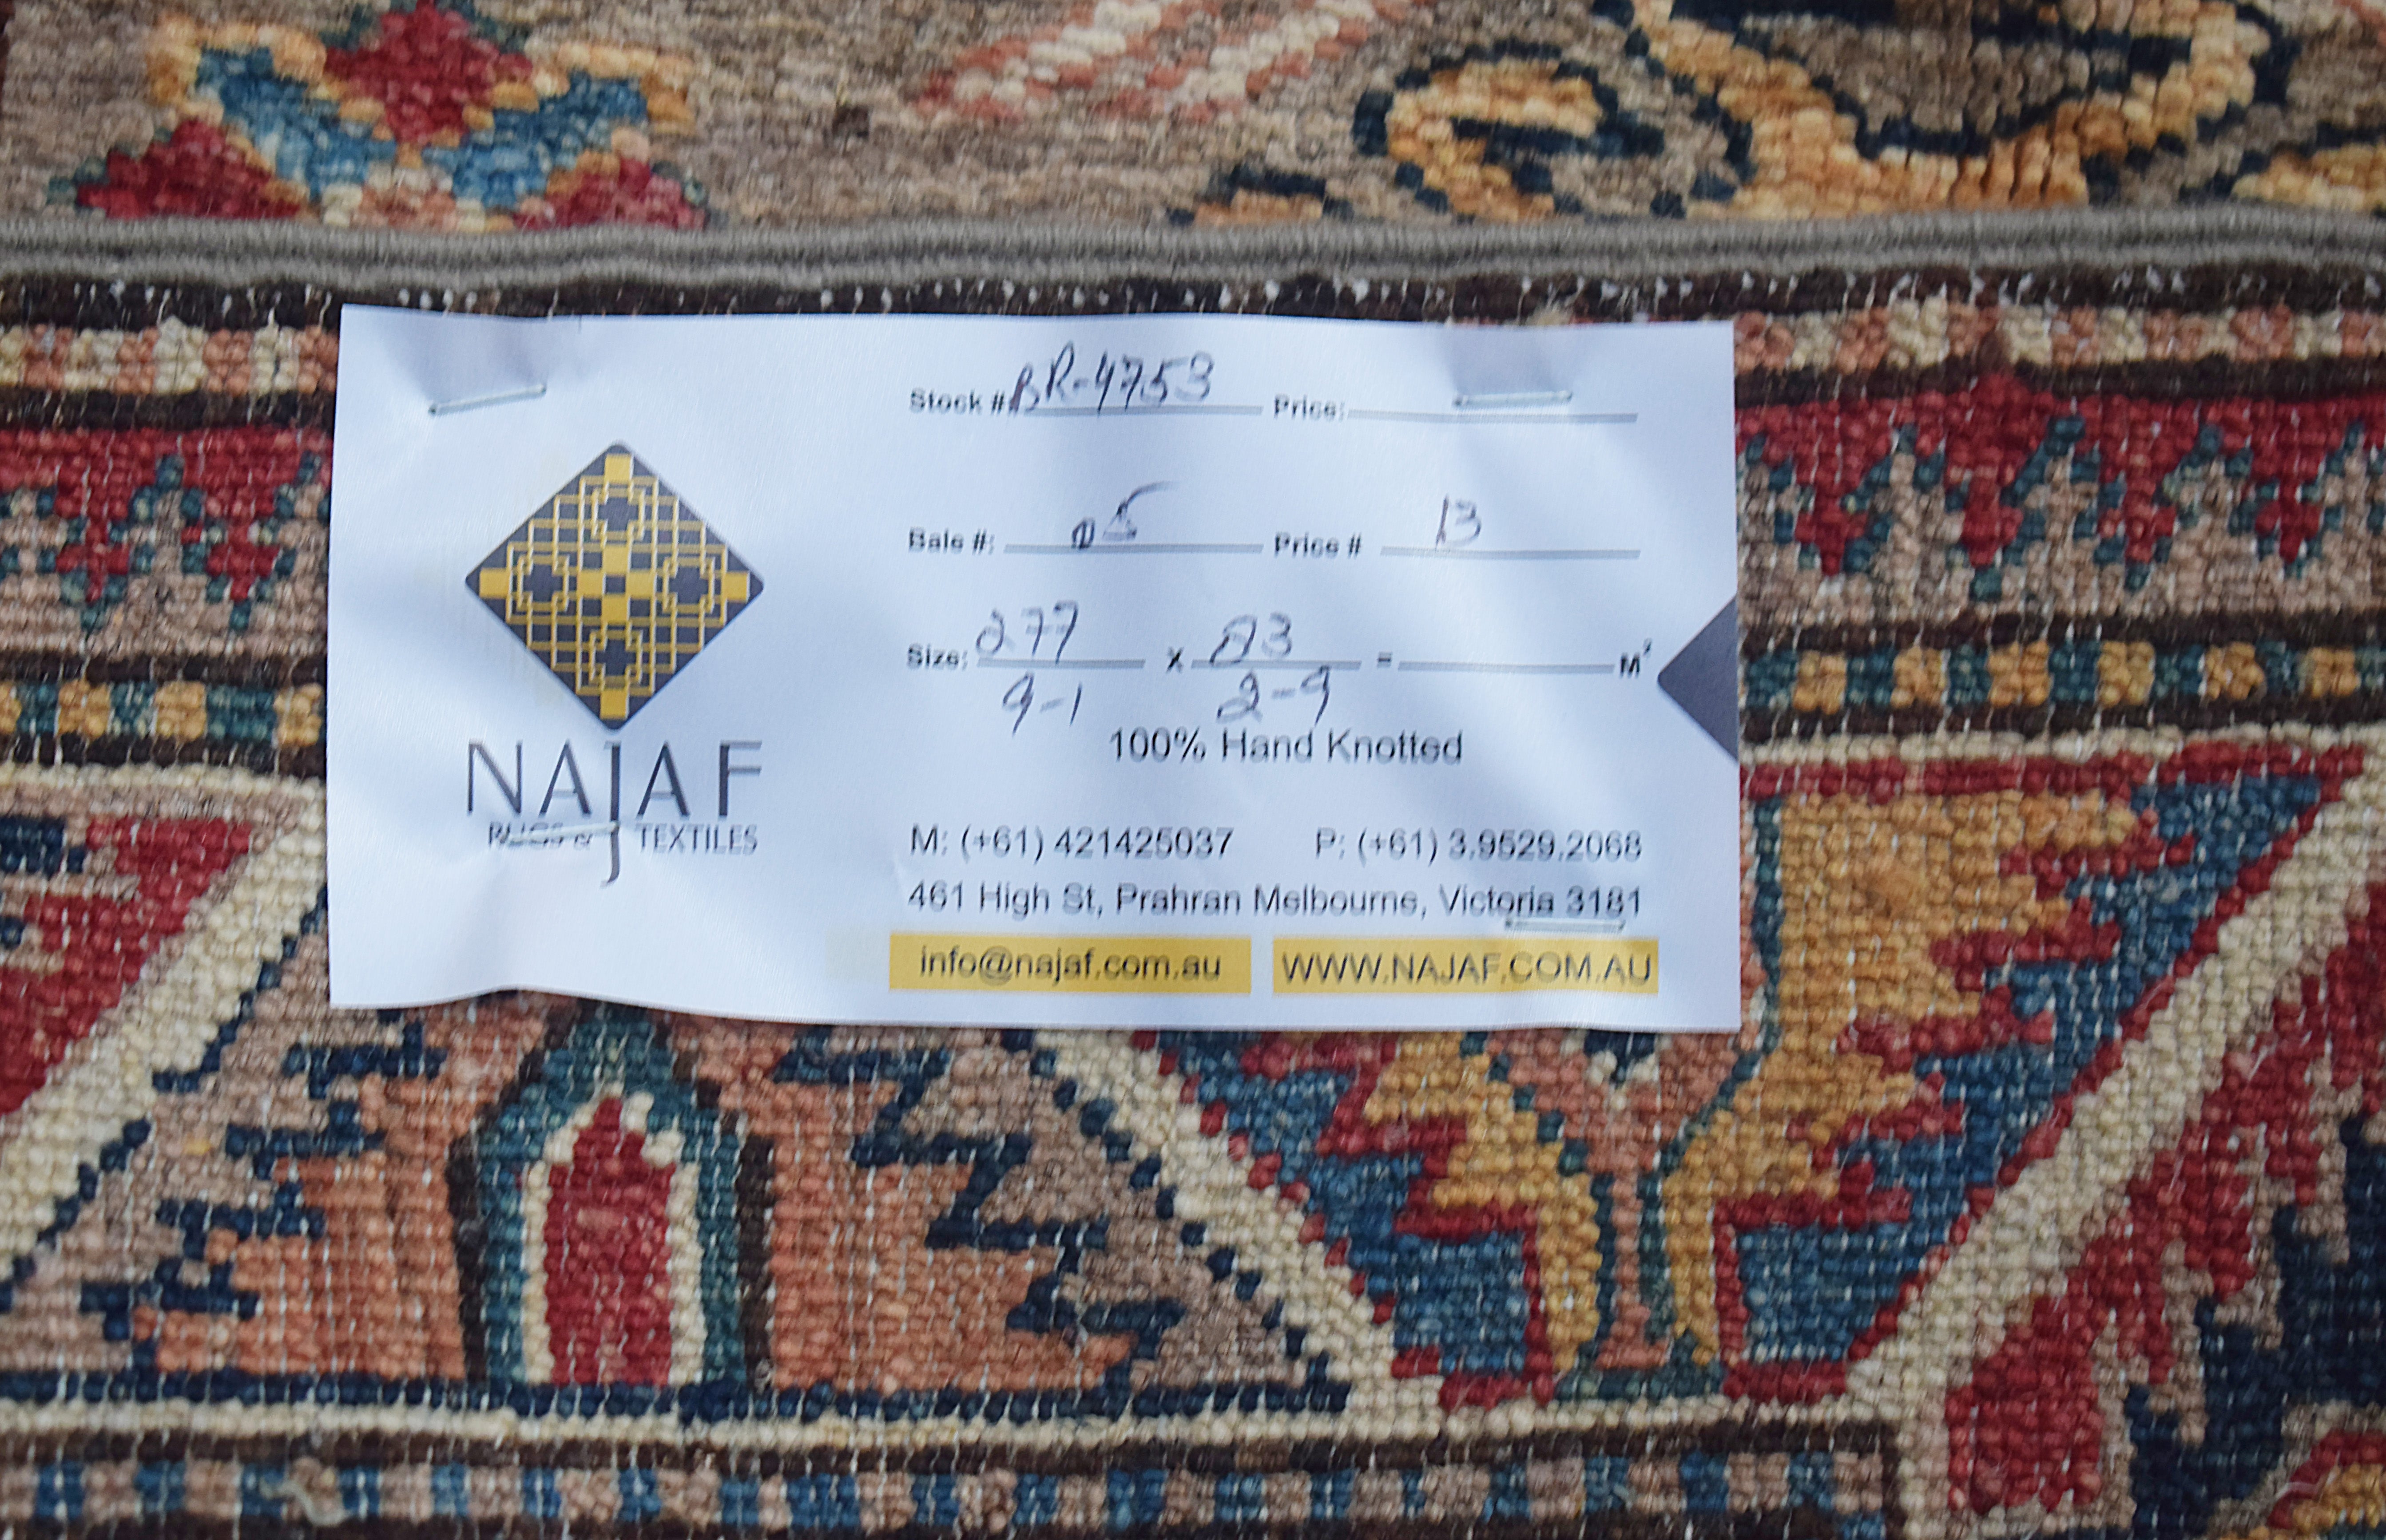 Stock # BR-4753 Price:
Bale #: Price # 13
Size: 277 x 83 = M²
9-1 2-9
100% Hand Knotted
NAJAF
RUGS & TEXTILES
M: (+61) 421425037 P: (+61) 3.9529.2068
461 High St, Prahran Melbourne, Victoria 3181
info@najaf.com.au WWW.NAJAF.COM.AU